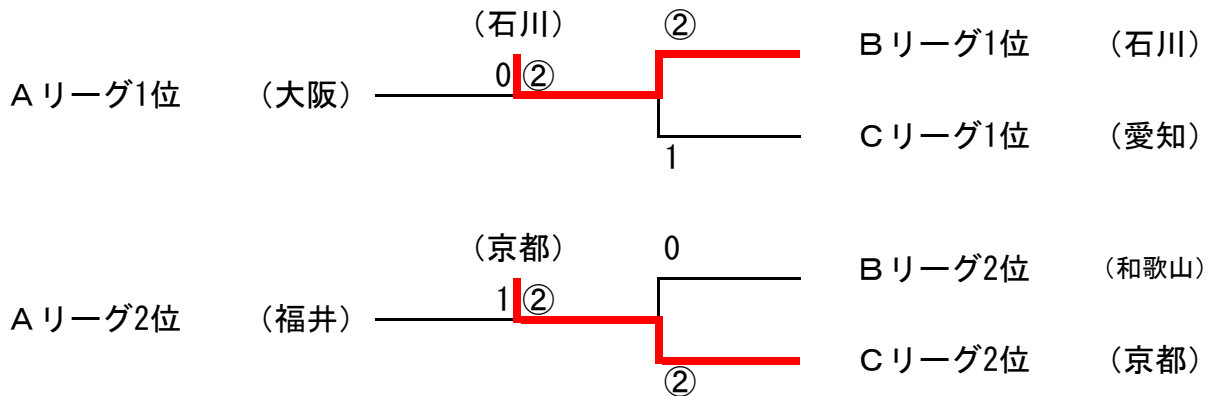 （石川） ②
Ｂリーグ1位 （石川）
0 ②
Ａリーグ1位 （大阪）
Ｃリーグ1位 （愛知）
1
（京都） 0
Ｂリーグ2位 （和歌山）
1 ②
Ａリーグ2位 （福井）
Ｃリーグ2位 （京都）
②